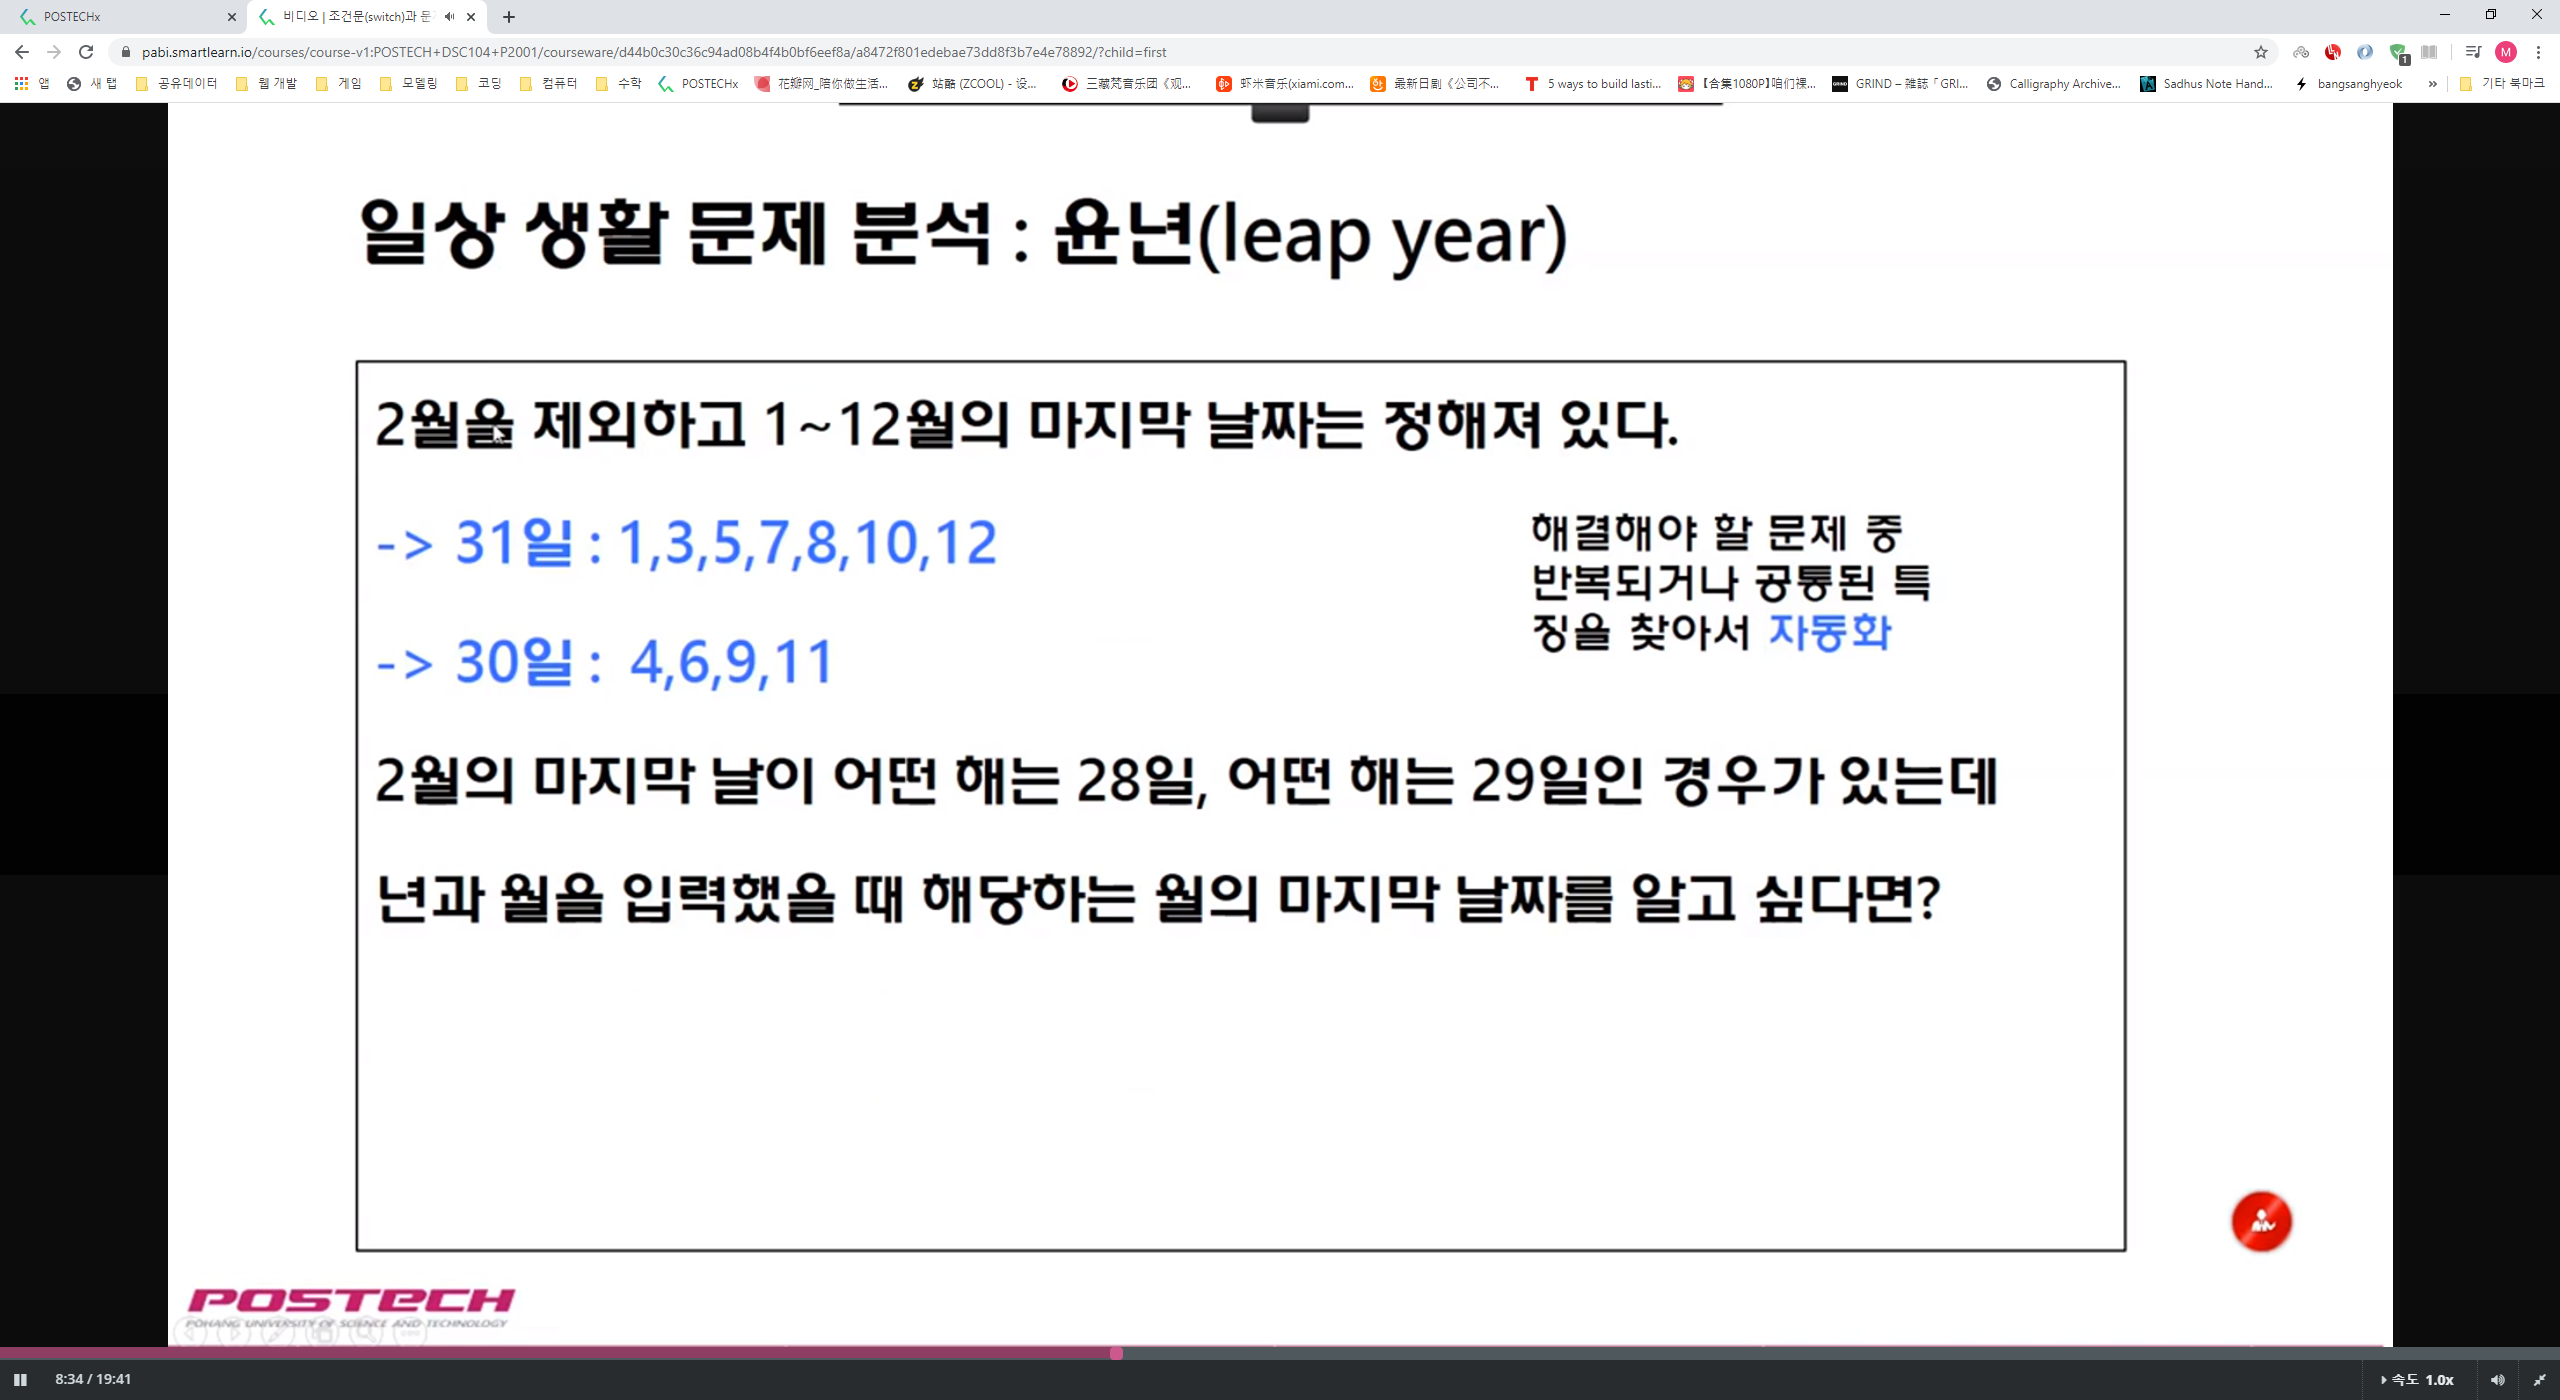 POSTECHx
비디오 | 조건문(switch)과 문
pabi.smartlearn.io/courses/course-v1:POSTECH+DSC104+P2001/courseware/d44b0c30c36c94ad08b4f4b0bf6eef8a/a8472f801edebae73dd8f3b7e4e78892/?child=first
M
1
앱 새 탭 공유데이터 웹 개발 게임 모델링 코딩 컴퓨터 수학 POSTECHx 花瓣网_陪你做生活... 站酷 (ZCOOL) - 设... 三藏梵音乐团《观... 虾米音乐(xiami.com... 最新日剧《公司不... 5 ways to build lasti... 【合集1080P】咱们裸... GRIND – 雑誌「GRI... Calligraphy Archive... Sadhus Note Hand... bangsanghyeok » 기타 북마크
일상 생활 문제 분석 : 윤년(leap year)
2월을 제외하고 1~12월의 마지막 날짜는 정해져 있다.
-> 31일 : 1,3,5,7,8,10,12
해결해야 할 문제 중
반복되거나 공통된 특
징을 찾아서 자동화
-> 30일 : 4,6,9,11
2월의 마지막 날이 어떤 해는 28일, 어떤 해는 29일인 경우가 있는데
년과 월을 입력했을 때 해당하는 월의 마지막 날짜를 알고 싶다면?
POSTECH
POHANG UNIVERSITY OF SCIENCE AND TECHNOLOGY
8:34 / 19:41
속도 1.0x